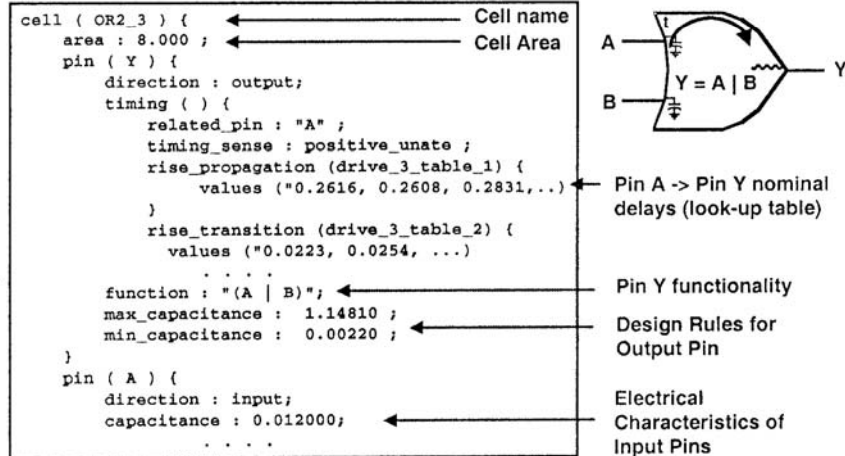 cell ( OR2_3 ) {
area : 8.000 ;
pin ( Y ) {
direction : output;
timing ( ) {
related_pin : "A" ;
timing_sense : positive_unate ;
rise_propagation (drive_3_table_1) {
values ("0.2616, 0.2608, 0.2831,..)
}
rise_transition (drive_3_table_2) {
values ("0.0223, 0.0254, ...)
. . . .
function : "(A | B)";
max_capacitance : 1.14810 ;
min_capacitance : 0.00220 ;
}
pin ( A ) {
direction : input;
capacitance : 0.012000;
. . . .
Cell name
Cell Area
t
A
B
Y = A | B
Y
Pin A -> Pin Y nominal
delays (look-up table)
Pin Y functionality
Design Rules for
Output Pin
Electrical
Characteristics of
Input Pins